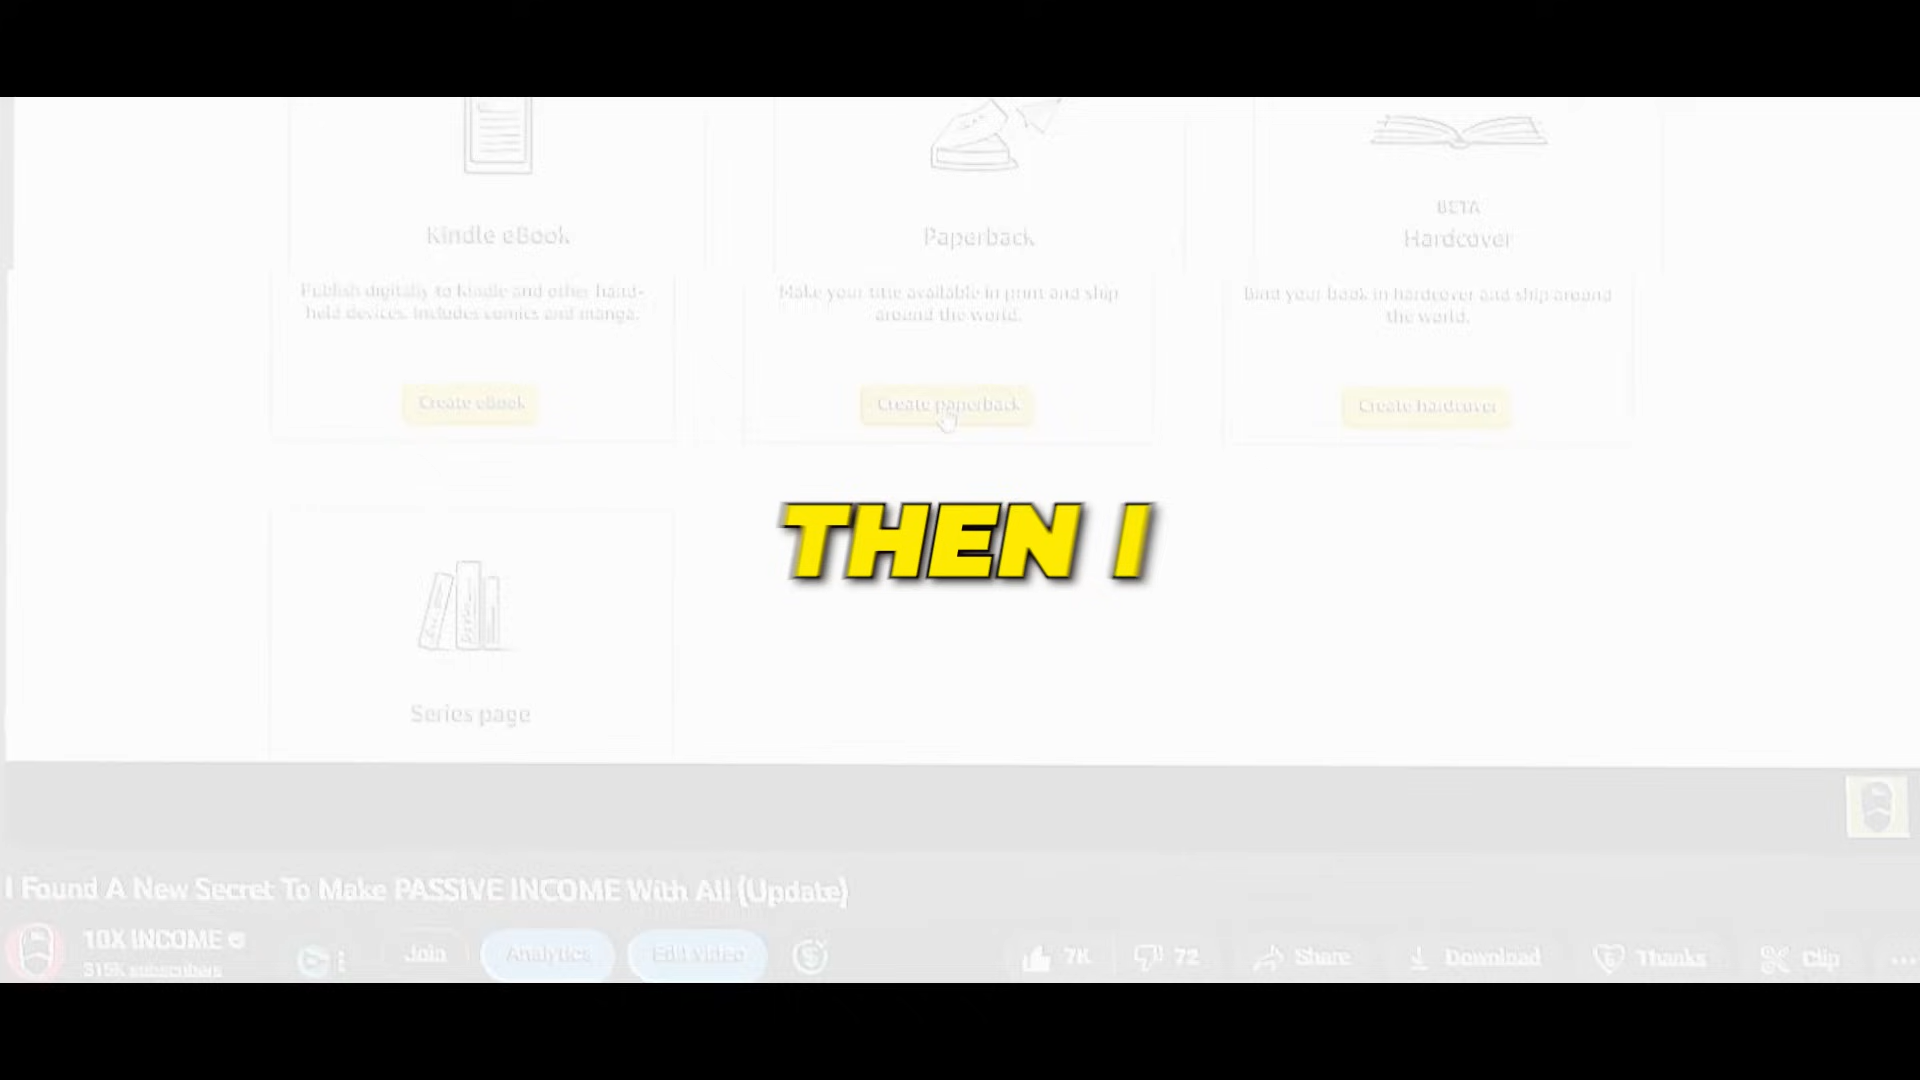 BETA
Kindle eBook
Paperback
Hardcover
Publish digitally to Kindle and other hand-
held devices. Includes comics and manga.
Make your title available in print and ship
around the world.
Bind your book in hardcover and ship around
the world.
Create eBook
Create paperback
Create hardcover
THEN I
Series page
I Found A New Secret To Make PASSIVE INCOME With AI! (Update)
10X INCOME
315K subscribers
Join
Analytics
Edit video
7K
72
Share
Download
Thanks
Clip